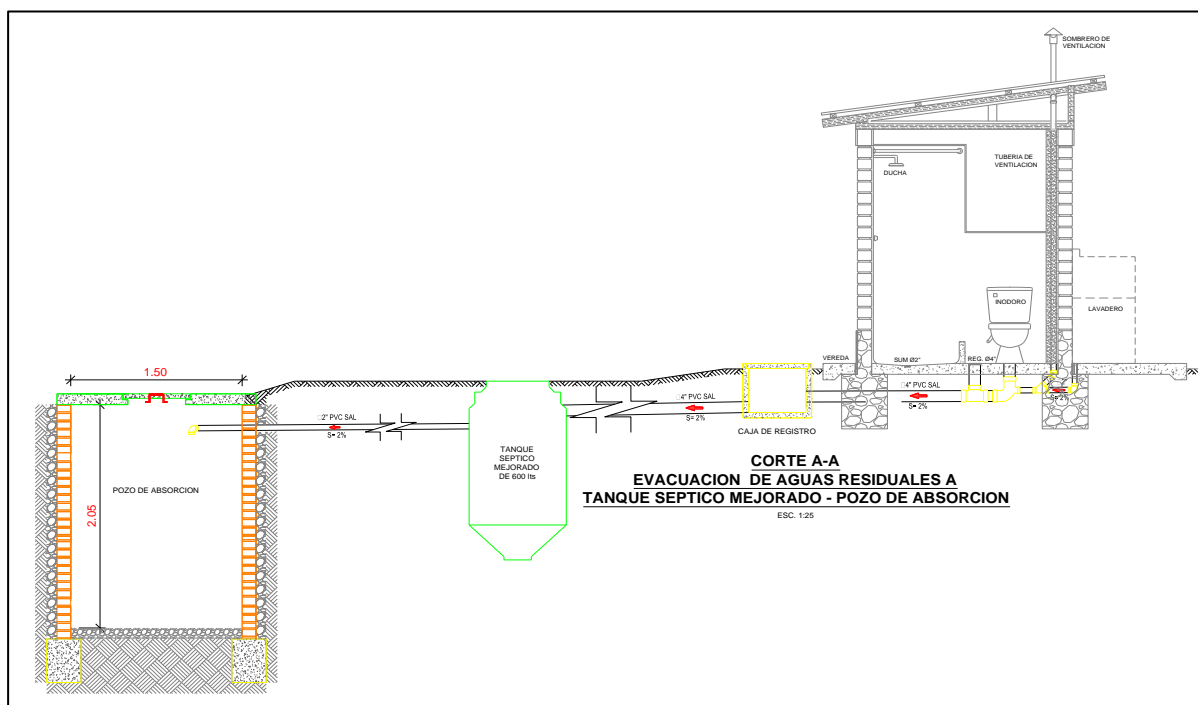 SOMBRERO DE
VENTILACION
TUBERIA DE
VENTILACION
DUCHA
INODORO
LAVADERO
VEREDA
SUM Ø2"
REG. Ø4"
1.50
□4" PVC SAL
S= 2%
S= 2%
□4" PVC SAL
S= 2%
□2" PVC SAL
S= 2%
CAJA DE REGISTRO
TANQUE
SEPTICO
MEJORADO
DE 600 lts
POZO DE ABSORCION
2.05
CORTE A-A
EVACUACION DE AGUAS RESIDUALES A
TANQUE SEPTICO MEJORADO - POZO DE ABSORCION
ESC. 1:25